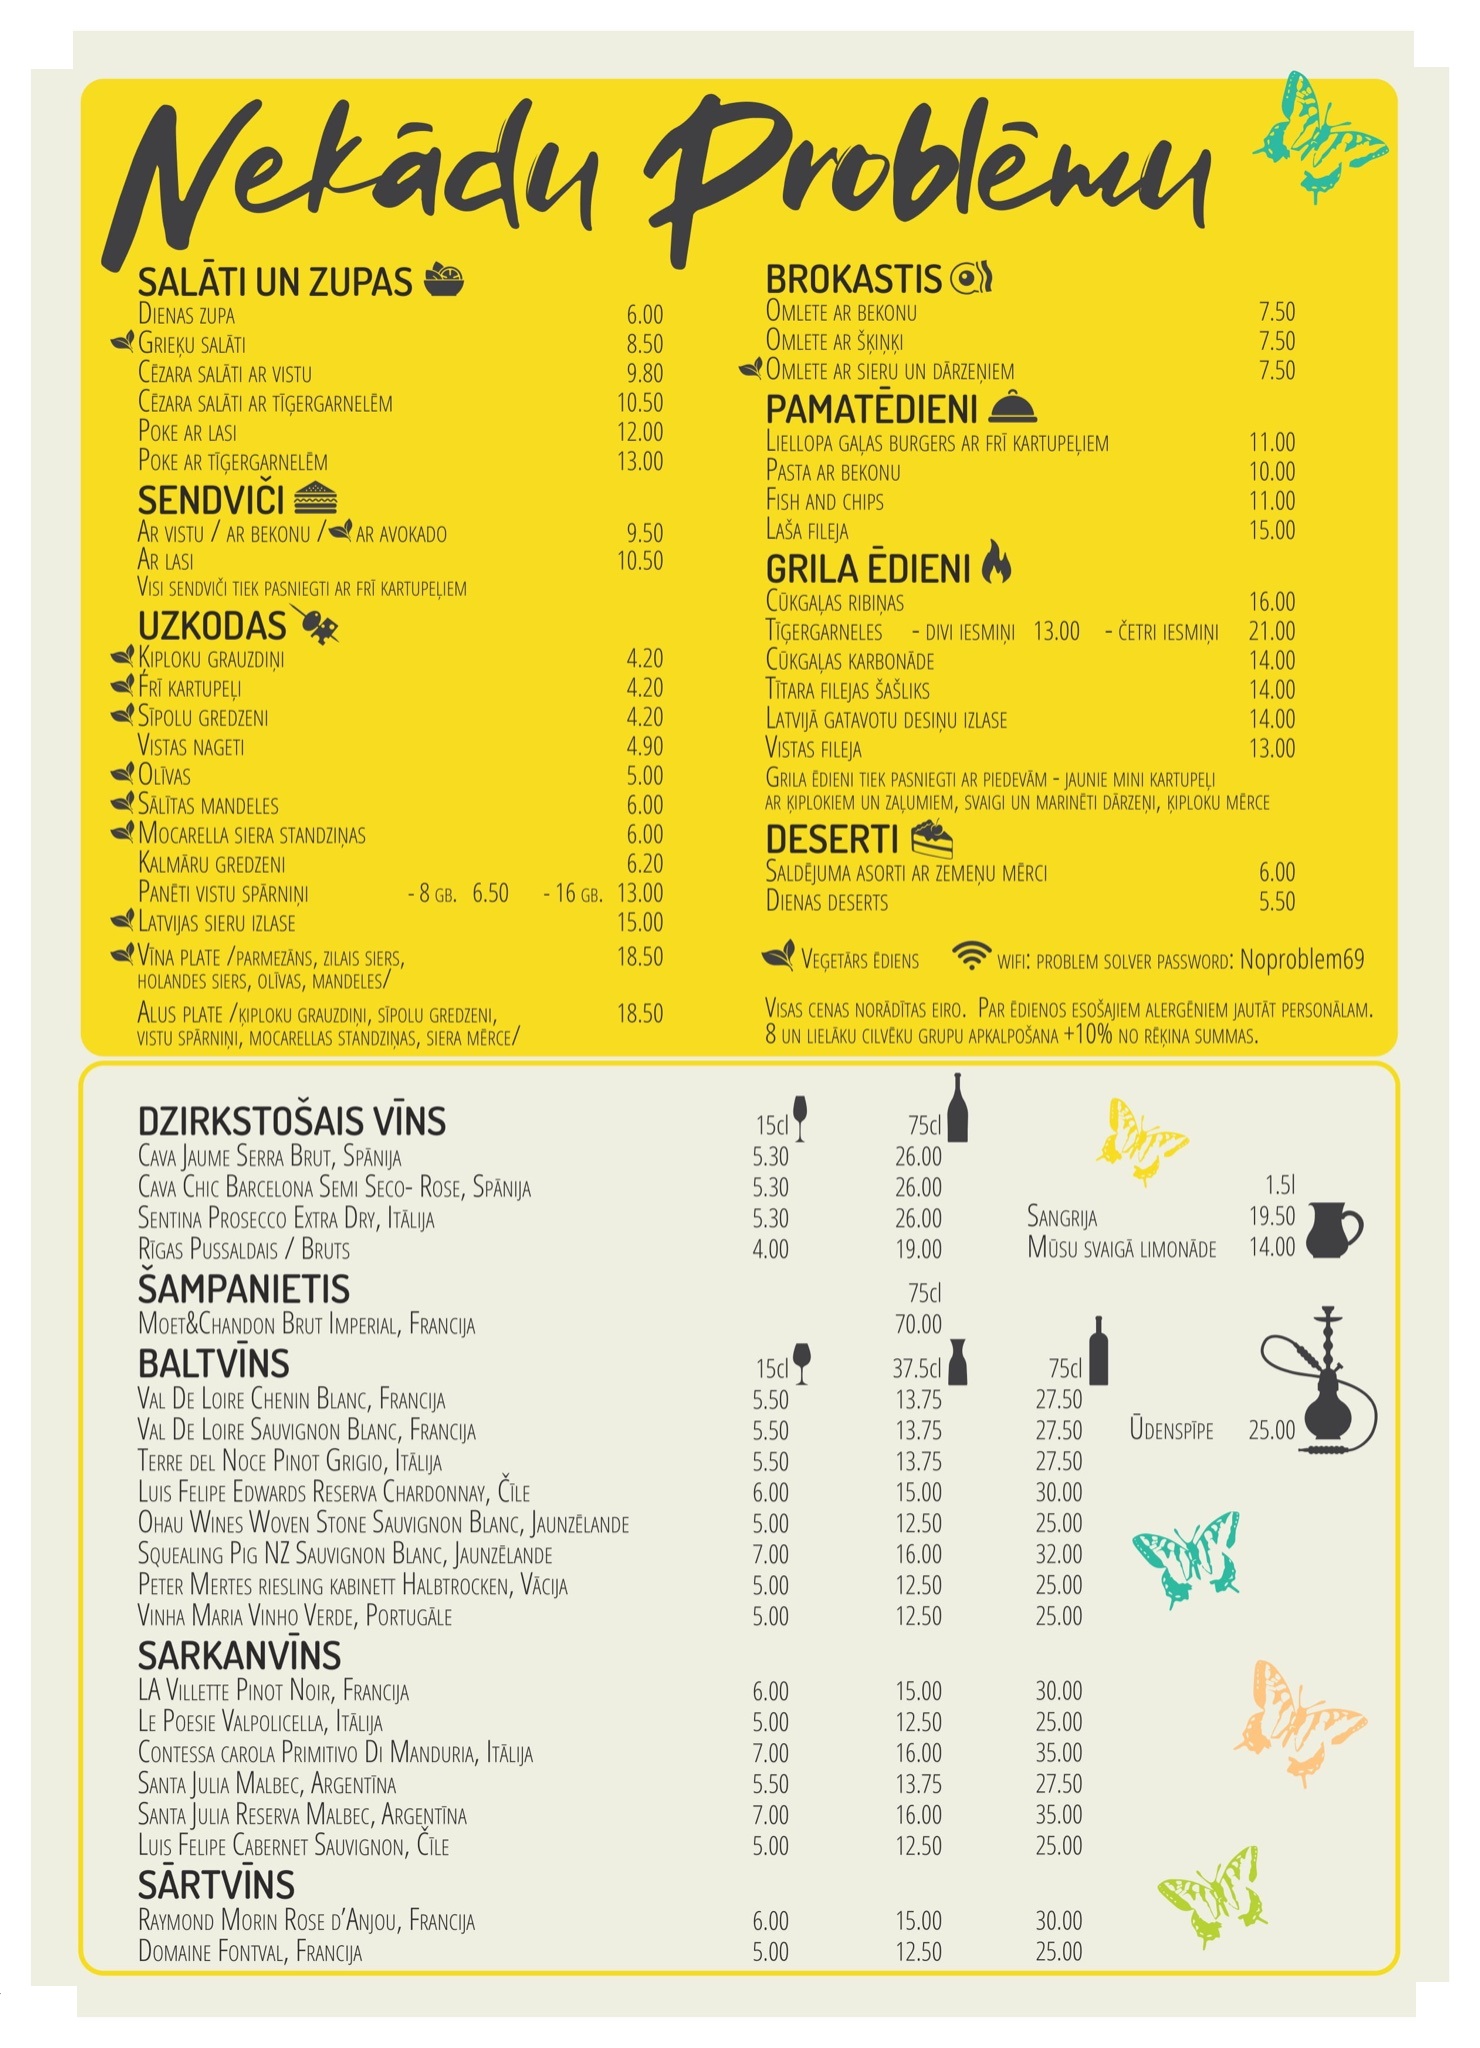 Nekādu Problēmu
SALĀTI UN ZUPAS
DIENAS ZUPA 6.00
GRIEĶU SALĀTI 8.50
CĒZARA SALĀTI AR VISTU 9.80
CĒZARA SALĀTI AR TĪĢERGARNELĒM 10.50
POKE AR LASI 12.00
POKE AR TĪĢERGARNELĒM 13.00
SENDVIČI
AR VISTU / AR BEKONU / AR AVOKADO 9.50
AR LASI 10.50
VISI SENDVIČI TIEK PASNIEGTI AR FRĪ KARTUPEĻIEM
UZKODAS
ĶIPLOKU GRAUZDIŅI 4.20
FRĪ KARTUPEĻI 4.20
SĪPOLU GREDZENI 4.20
VISTAS NAGETI 4.90
OLĪVAS 5.00
SĀLĪTAS MANDELES 6.00
MOCARELLA SIERA STANDZIŅAS 6.00
KALMĀRU GREDZENI 6.20
PANĒTI VISTU SPĀRNIŅI - 8 GB. 6.50 - 16 GB. 13.00
LATVIJAS SIERU IZLASE 15.00
VĪNA PLATE /PARMEZĀNS, ZILAIS SIERS, 18.50
HOLANDES SIERS, OLĪVAS, MANDELES/
ALUS PLATE /ĶIPLOKU GRAUZDIŅI, SĪPOLU GREDZENI, 18.50
VISTU SPĀRNIŅI, MOCARELLAS STANDZIŅAS, SIERA MĒRCE/
BROKASTIS
OMLETE AR BEKONU 7.50
OMLETE AR ŠĶIŅĶI 7.50
OMLETE AR SIERU UN DĀRZEŅIEM 7.50
PAMATĒDIENI
LIELLOPA GAĻAS BURGERS AR FRĪ KARTUPEĻIEM 11.00
PASTA AR BEKONU 10.00
FISH AND CHIPS 11.00
LAŠA FILEJA 15.00
GRILA ĒDIENI
CŪKGAĻAS RIBIŅAS 16.00
TĪĢERGARNELES - DIVI IESMIŅI 13.00 - ČETRI IESMIŅI 21.00
CŪKGAĻAS KARBONĀDE 14.00
TĪTARA FILEJAS ŠAŠLIKS 14.00
LATVIJĀ GATAVOTU DESIŅU IZLASE 14.00
VISTAS FILEJA 13.00
GRILA ĒDIENI TIEK PASNIEGTI AR PIEDEVĀM - JAUNIE MINI KARTUPEĻI
AR ĶIPLOKIEM UN ZAĻUMIEM, SVAIGI UN MARINĒTI DĀRZEŅI, ĶIPLOKU MĒRCE
DESERTI
SALDĒJUMA ASORTI AR ZEMEŅU MĒRCI 6.00
DIENAS DESERTS 5.50
VEĢETĀRS ĒDIENS WIFI: PROBLEM SOLVER PASSWORD: Noproblem69
VISAS CENAS NORĀDĪTAS EIRO. PAR ĒDIENOS ESOŠAJIEM ALERGĒNIEM JAUTĀT PERSONĀLAM.
8 UN LIELĀKU CILVĒKU GRUPU APKALPOŠANA +10% NO RĒĶINA SUMMAS.
DZIRKSTOŠAIS VĪNS 15cl 75cl
CAVA JAUME SERRA BRUT, SPĀNIJA 5.30 26.00
CAVA CHIC BARCELONA SEMI SECO- ROSE, SPĀNIJA 5.30 26.00
SENTINA PROSECCO EXTRA DRY, ITĀLIJA 5.30 26.00
RĪGAS PUSSALDAIS / BRUTS 4.00 19.00
ŠAMPANIETIS 75cl
MOET&CHANDON BRUT IMPERIAL, FRANCIJA 70.00
BALTVĪNS 15cl 37.5cl 75cl
VAL DE LOIRE CHENIN BLANC, FRANCIJA 5.50 13.75 27.50
VAL DE LOIRE SAUVIGNON BLANC, FRANCIJA 5.50 13.75 27.50
TERRE DEL NOCE PINOT GRIGIO, ITĀLIJA 5.50 13.75 27.50
LUIS FELIPE EDWARDS RESERVA CHARDONNAY, ČĪLE 6.00 15.00 30.00
OHAU WINES WOVEN STONE SAUVIGNON BLANC, JAUNZĒLANDE 5.00 12.50 25.00
SQUEALING PIG NZ SAUVIGNON BLANC, JAUNZĒLANDE 7.00 16.00 32.00
PETER MERTES RIESLING KABINETT HALBTROCKEN, VĀCIJA 5.00 12.50 25.00
VINHA MARIA VINHO VERDE, PORTUGĀLE 5.00 12.50 25.00
SARKANVĪNS
LA VILLETTE PINOT NOIR, FRANCIJA 6.00 15.00 30.00
LE POESIE VALPOLICELLA, ITĀLIJA 5.00 12.50 25.00
CONTESSA CAROLA PRIMITIVO DI MANDURIA, ITĀLIJA 7.00 16.00 35.00
SANTA JULIA MALBEC, ARGENTĪNA 5.50 13.75 27.50
SANTA JULIA RESERVA MALBEC, ARGENTĪNA 7.00 16.00 35.00
LUIS FELIPE CABERNET SAUVIGNON, ČĪLE 5.00 12.50 25.00
SĀRTVĪNS
RAYMOND MORIN ROSE D'ANJOU, FRANCIJA 6.00 15.00 30.00
DOMAINE FONTVAL, FRANCIJA 5.00 12.50 25.00
1.5l
SANGRIJA 19.50
MŪSU SVAIGĀ LIMONĀDE 14.00
ŪDENSPĪPE 25.00